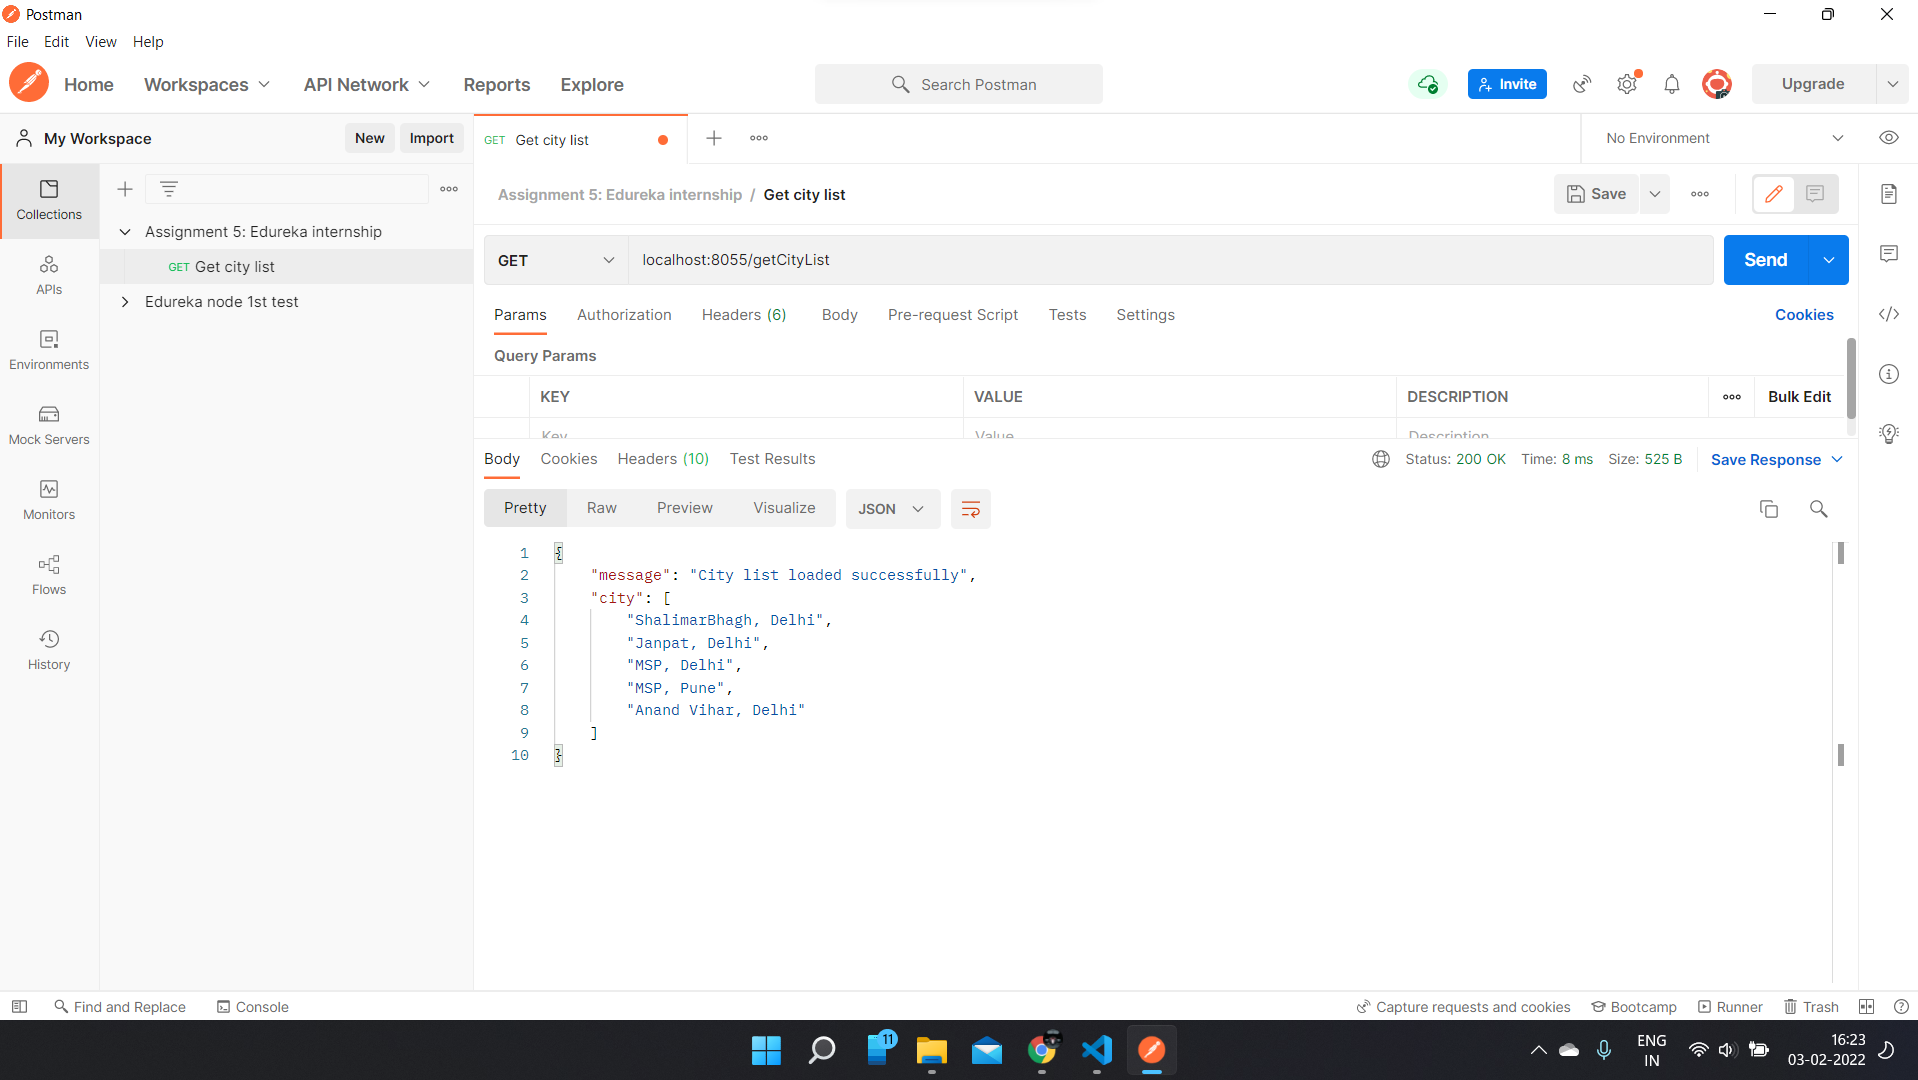 Postman
File Edit View Help
Home Workspaces API Network Reports Explore Search Postman Invite Upgrade
My Workspace New Import GET Get city list No Environment
Collections
APIs
Environments
Mock Servers
Monitors
Flows
History
Assignment 5: Edureka internship
GET Get city list
Edureka node 1st test
Assignment 5: Edureka internship / Get city list Save
GET localhost:8055/getCityList Send
Params Authorization Headers (6) Body Pre-request Script Tests Settings Cookies
Query Params
KEY VALUE DESCRIPTION Bulk Edit
Key Value Description
Body Cookies Headers (10) Test Results Status: 200 OK Time: 8 ms Size: 525 B Save Response
Pretty Raw Preview Visualize JSON
1 {
2 "message": "City list loaded successfully",
3 "city": [
4 "ShalimarBhagh, Delhi",
5 "Janpat, Delhi",
6 "MSP, Delhi",
7 "MSP, Pune",
8 "Anand Vihar, Delhi"
9 ]
10 }
Find and Replace Console Capture requests and cookies Bootcamp Runner Trash
11
ENG
IN
16:23
03-02-2022